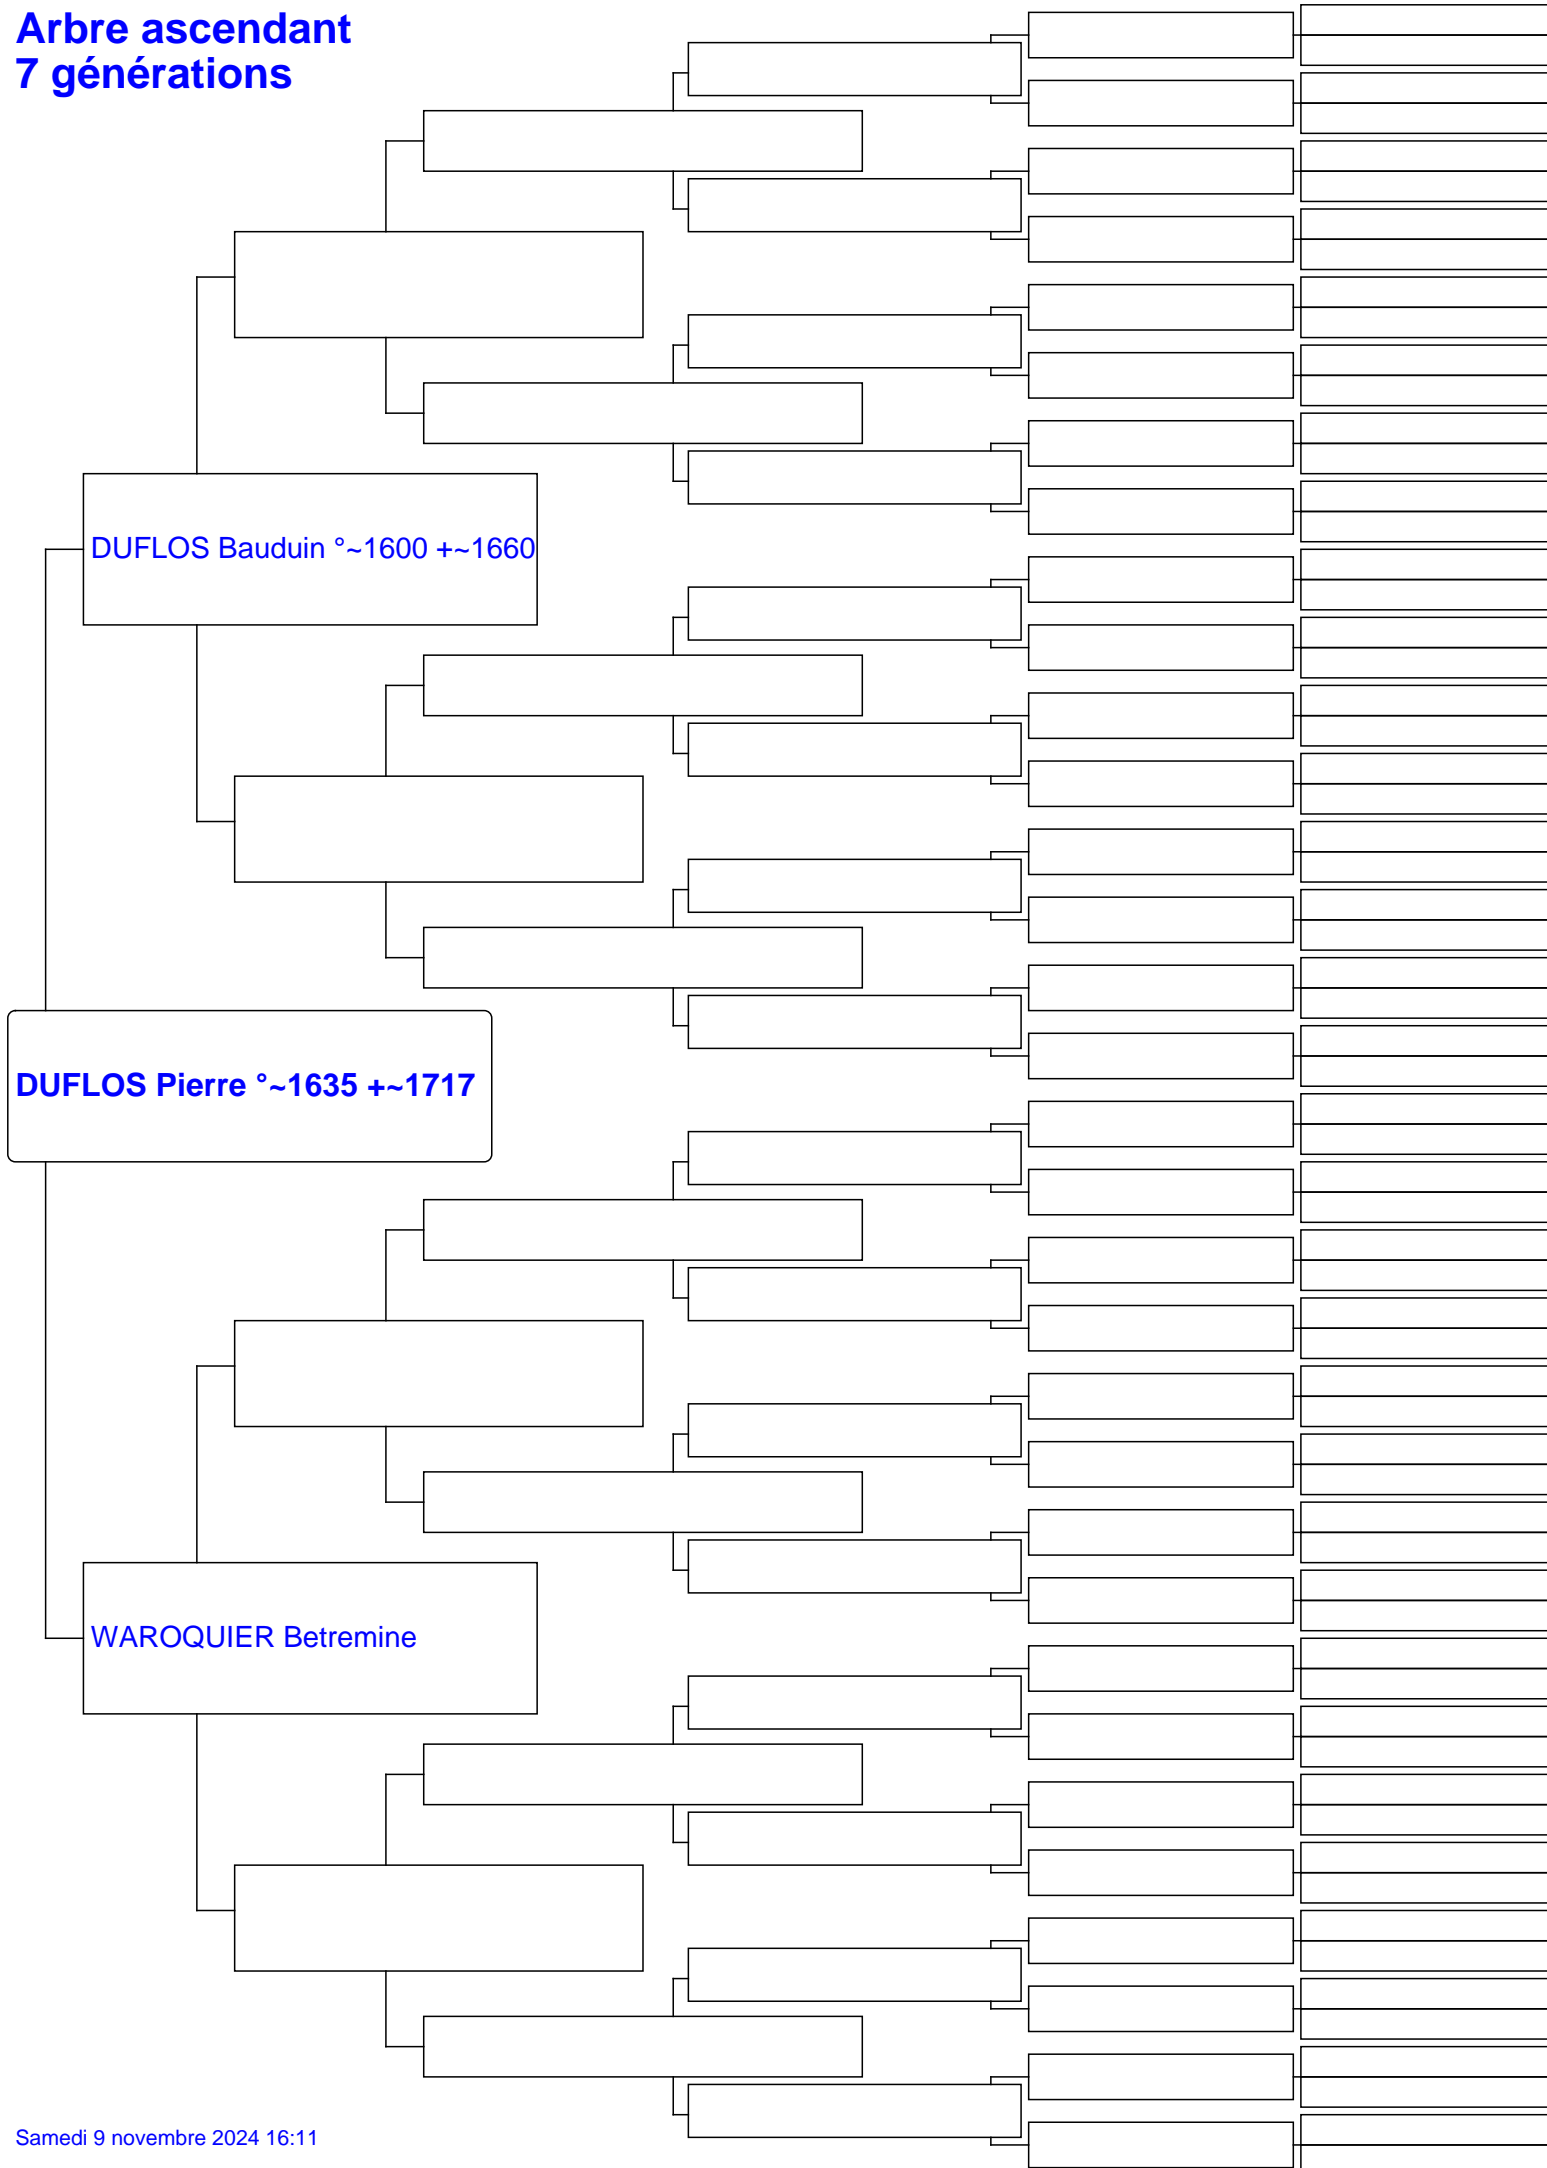 Arbre ascendant
7 générations
DUFLOS Bauduin °~1600 +~1660
DUFLOS Pierre °~1635 +~1717
WAROQUIER Betremine
Samedi 9 novembre 2024 16:11